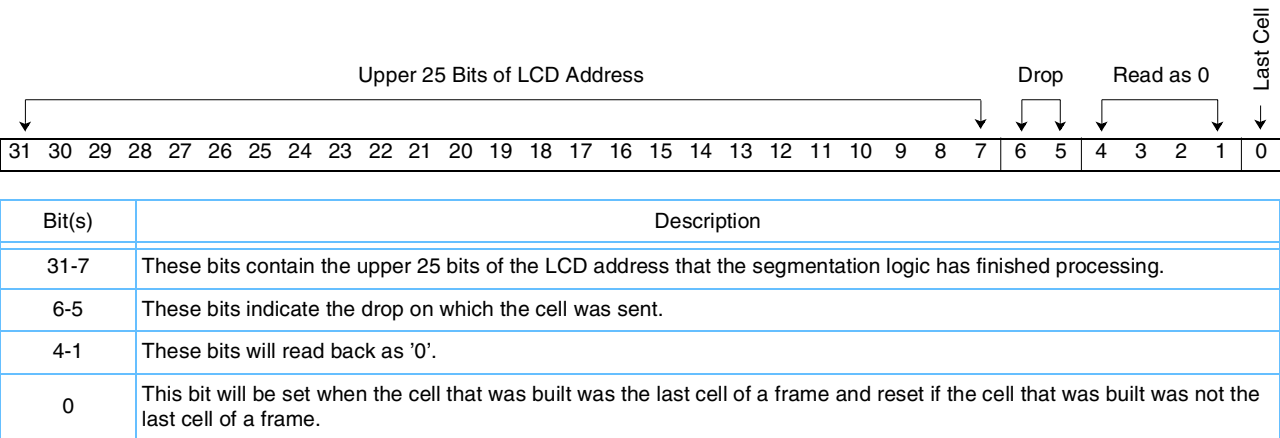 Last Cell
Upper 25 Bits of LCD Address Drop Read as 0
31 30 29 28 27 26 25 24 23 22 21 20 19 18 17 16 15 14 13 12 11 10 9 8 7 6 5 4 3 2 1 0
Bit(s) Description
31-7 These bits contain the upper 25 bits of the LCD address that the segmentation logic has finished processing.
6-5 These bits indicate the drop on which the cell was sent.
4-1 These bits will read back as ’0’.
0 This bit will be set when the cell that was built was the last cell of a frame and reset if the cell that was built was not the
last cell of a frame.